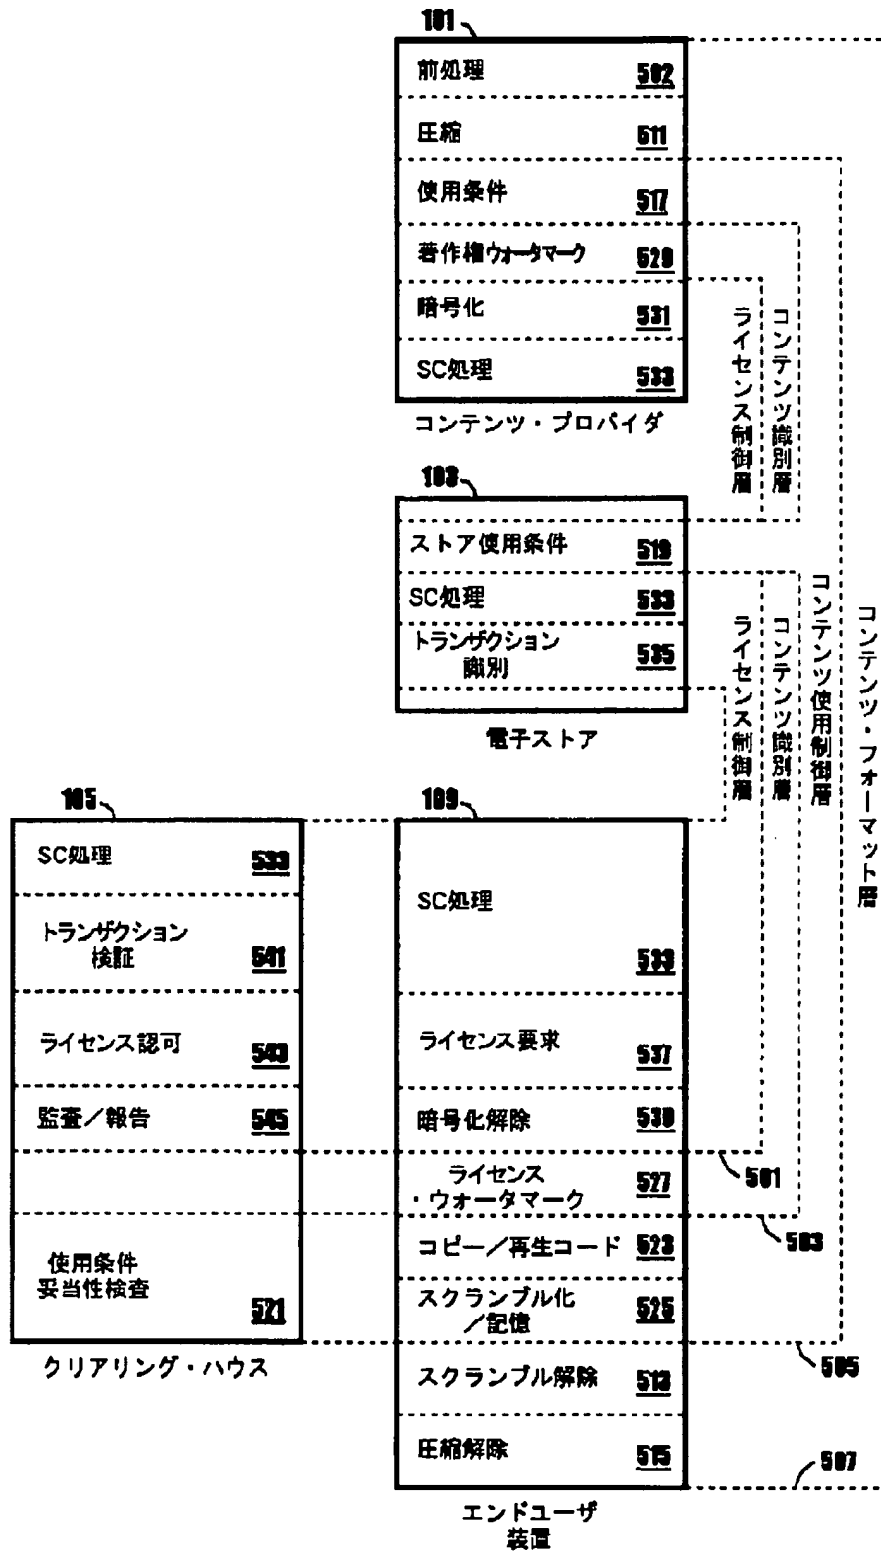 101
前処理 502
圧縮 511
使用条件 517
著作権ウォータマーク 529
暗号化 531
SC処理 533
コンテンツ・プロバイダ
ライセンス制御層
コンテンツ識別層
103
ストア使用条件 519
SC処理 533
トランザクション
識別 535
電子ストア
ライセンス制御層
コンテンツ識別層
コンテンツ使用制御層
コンテンツ・フォーマット層
105
SC処理 533
トランザクション
検証 541
ライセンス認可 543
監査／報告 545
使用条件
妥当性検査 521
クリアリング・ハウス
109
SC処理
533
ライセンス要求 537
暗号化解除 539
ライセンス
・ウォータマーク 527
コピー／再生コード 523
スクランブル化
／記憶 525
スクランブル解除 513
圧縮解除 515
エンドユーザ
装置
501
503
505
507